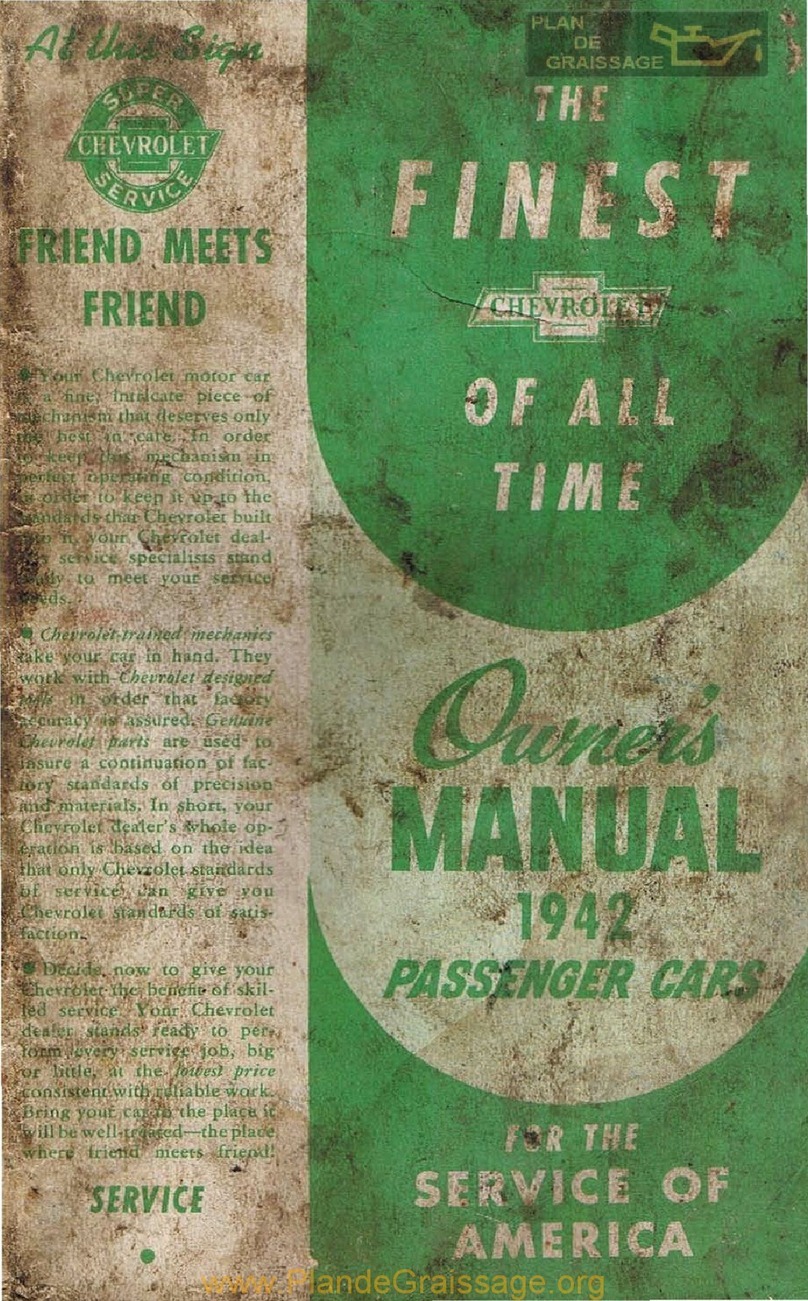 At this Sign
SUPER
CHEVROLET
SERVICE
FRIEND MEETS
FRIEND
Your Chevrolet motor car
is a fine, intricate piece of
mechanism that deserves only
the best in care. In order
to keep this mechanism in
perfect operating condition,
in order to keep it up to the
standards that Chevrolet built
into it, your Chevrolet deal-
service specialists stand
ready to meet your service
needs.
• Chevrolet-trained mechanics
take your car in hand. They
work with Chevrolet designed
tools in order that factory
accuracy is assured. Genuine
Chevrolet parts are used to
insure a continuation of fac-
tory standards of precision
and materials. In short, your
Chevrolet dealer's whole op-
eration is based on the idea
that only Chevrolet standards
of service can give you
Chevrolet standards of satis-
faction.
• Decide now to give your
Chevrolet the benefit of skil-
led service. Your Chevrolet
dealer stands ready to per-
form every service job, big
or little, at the lowest price
consistent with reliable work.
Bring your car to the place it
will be well-treated—the place
where friend meets friend!
SERVICE
PLAN
DE
GRAISSAGE
THE
FINEST
CHEVROLET
OF ALL
TIME
Owner's
MANUAL
1942
PASSENGER CARS
FOR THE
SERVICE OF
AMERICA
www.PlandeGraissage.org